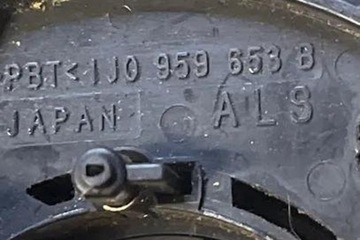 >PBT< 1J0 959 653 B
JAPAN ALS